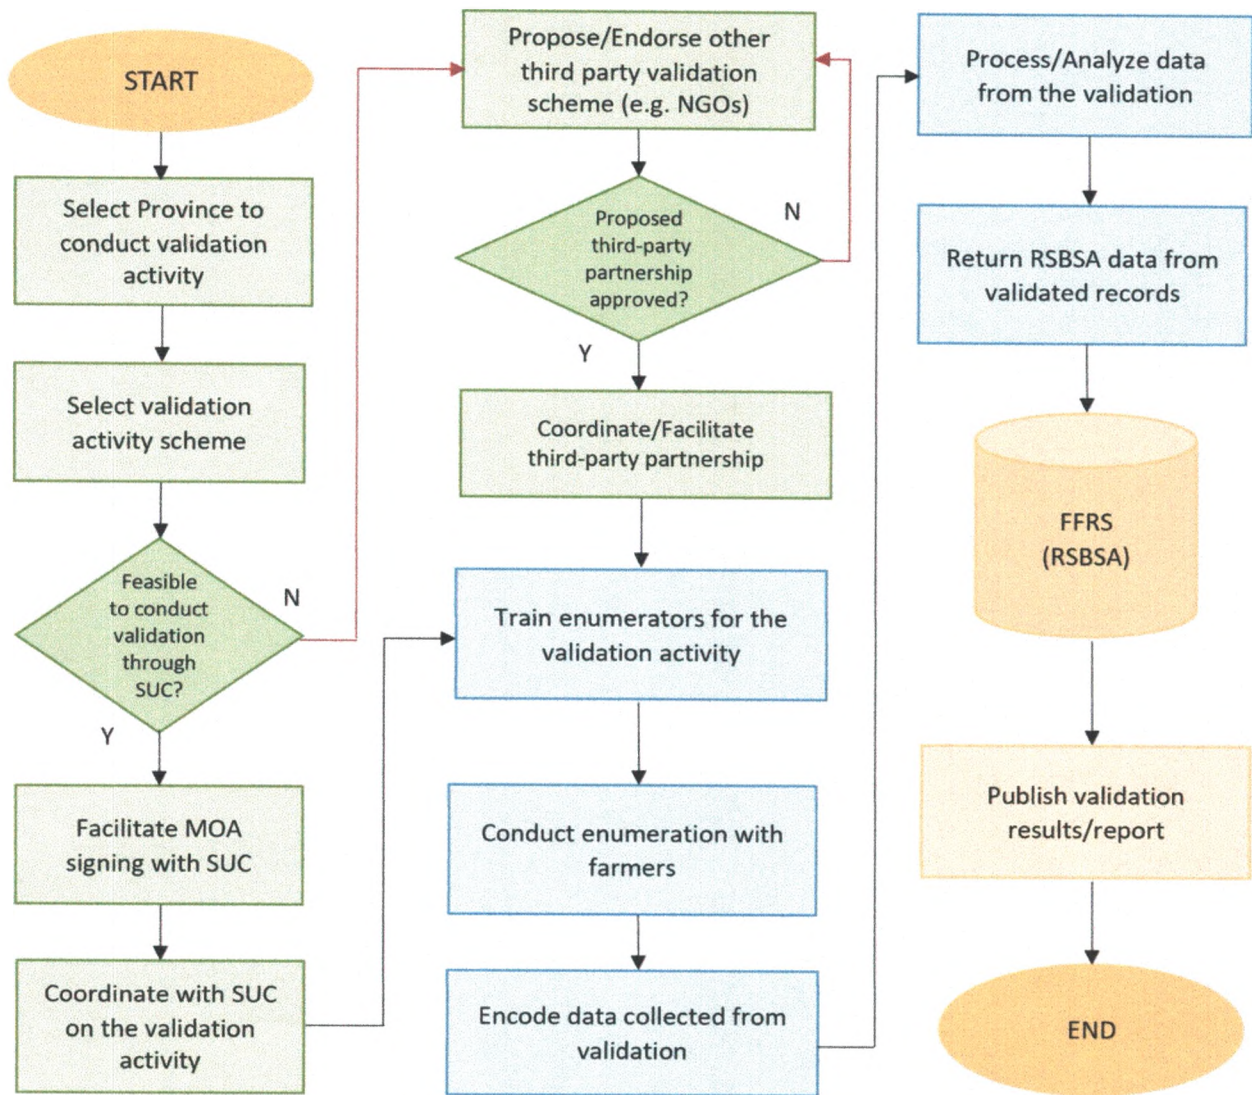 START
Select Province to
conduct validation
activity
Select validation
activity scheme
Feasible
to conduct
validation
through
SUC?
N
Y
Facilitate MOA
signing with SUC
Coordinate with SUC
on the validation
activity
Propose/Endorse other
third party validation
scheme (e.g. NGOs)
Proposed
third-party
partnership
approved?
N
Y
Coordinate/Facilitate
third-party partnership
Train enumerators for the
validation activity
Conduct enumeration with
farmers
Encode data collected from
validation
Process/Analyze data
from the validation
Return RSBSA data from
validated records
FFRS
(RSBSA)
Publish validation
results/report
END